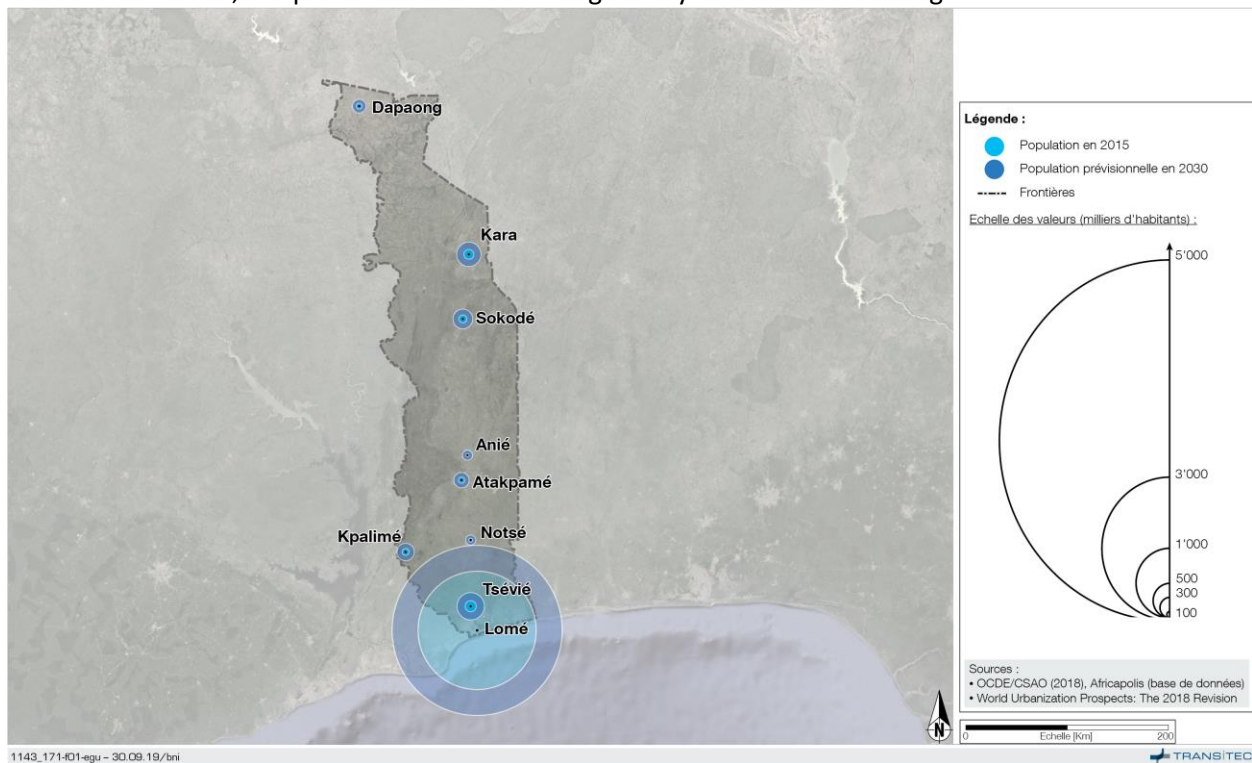 Dapaong
Kara
Sokodé
Anié
Atakpamé
Notsé
Kpalimé
Tsévié
Lomé
N
Légende :
Population en 2015
Population prévisionnelle en 2030
Frontières
Echelle des valeurs (milliers d'habitants) :
5'000
3'000
1'000
500
300
100
Sources :
• OCDE/CSAO (2018), Africapolis (base de données)
• World Urbanization Prospects: The 2018 Revision
0 Echelle [Km] 200
1143_171-f01-egu – 30.09.19/bni
TRANSITEC